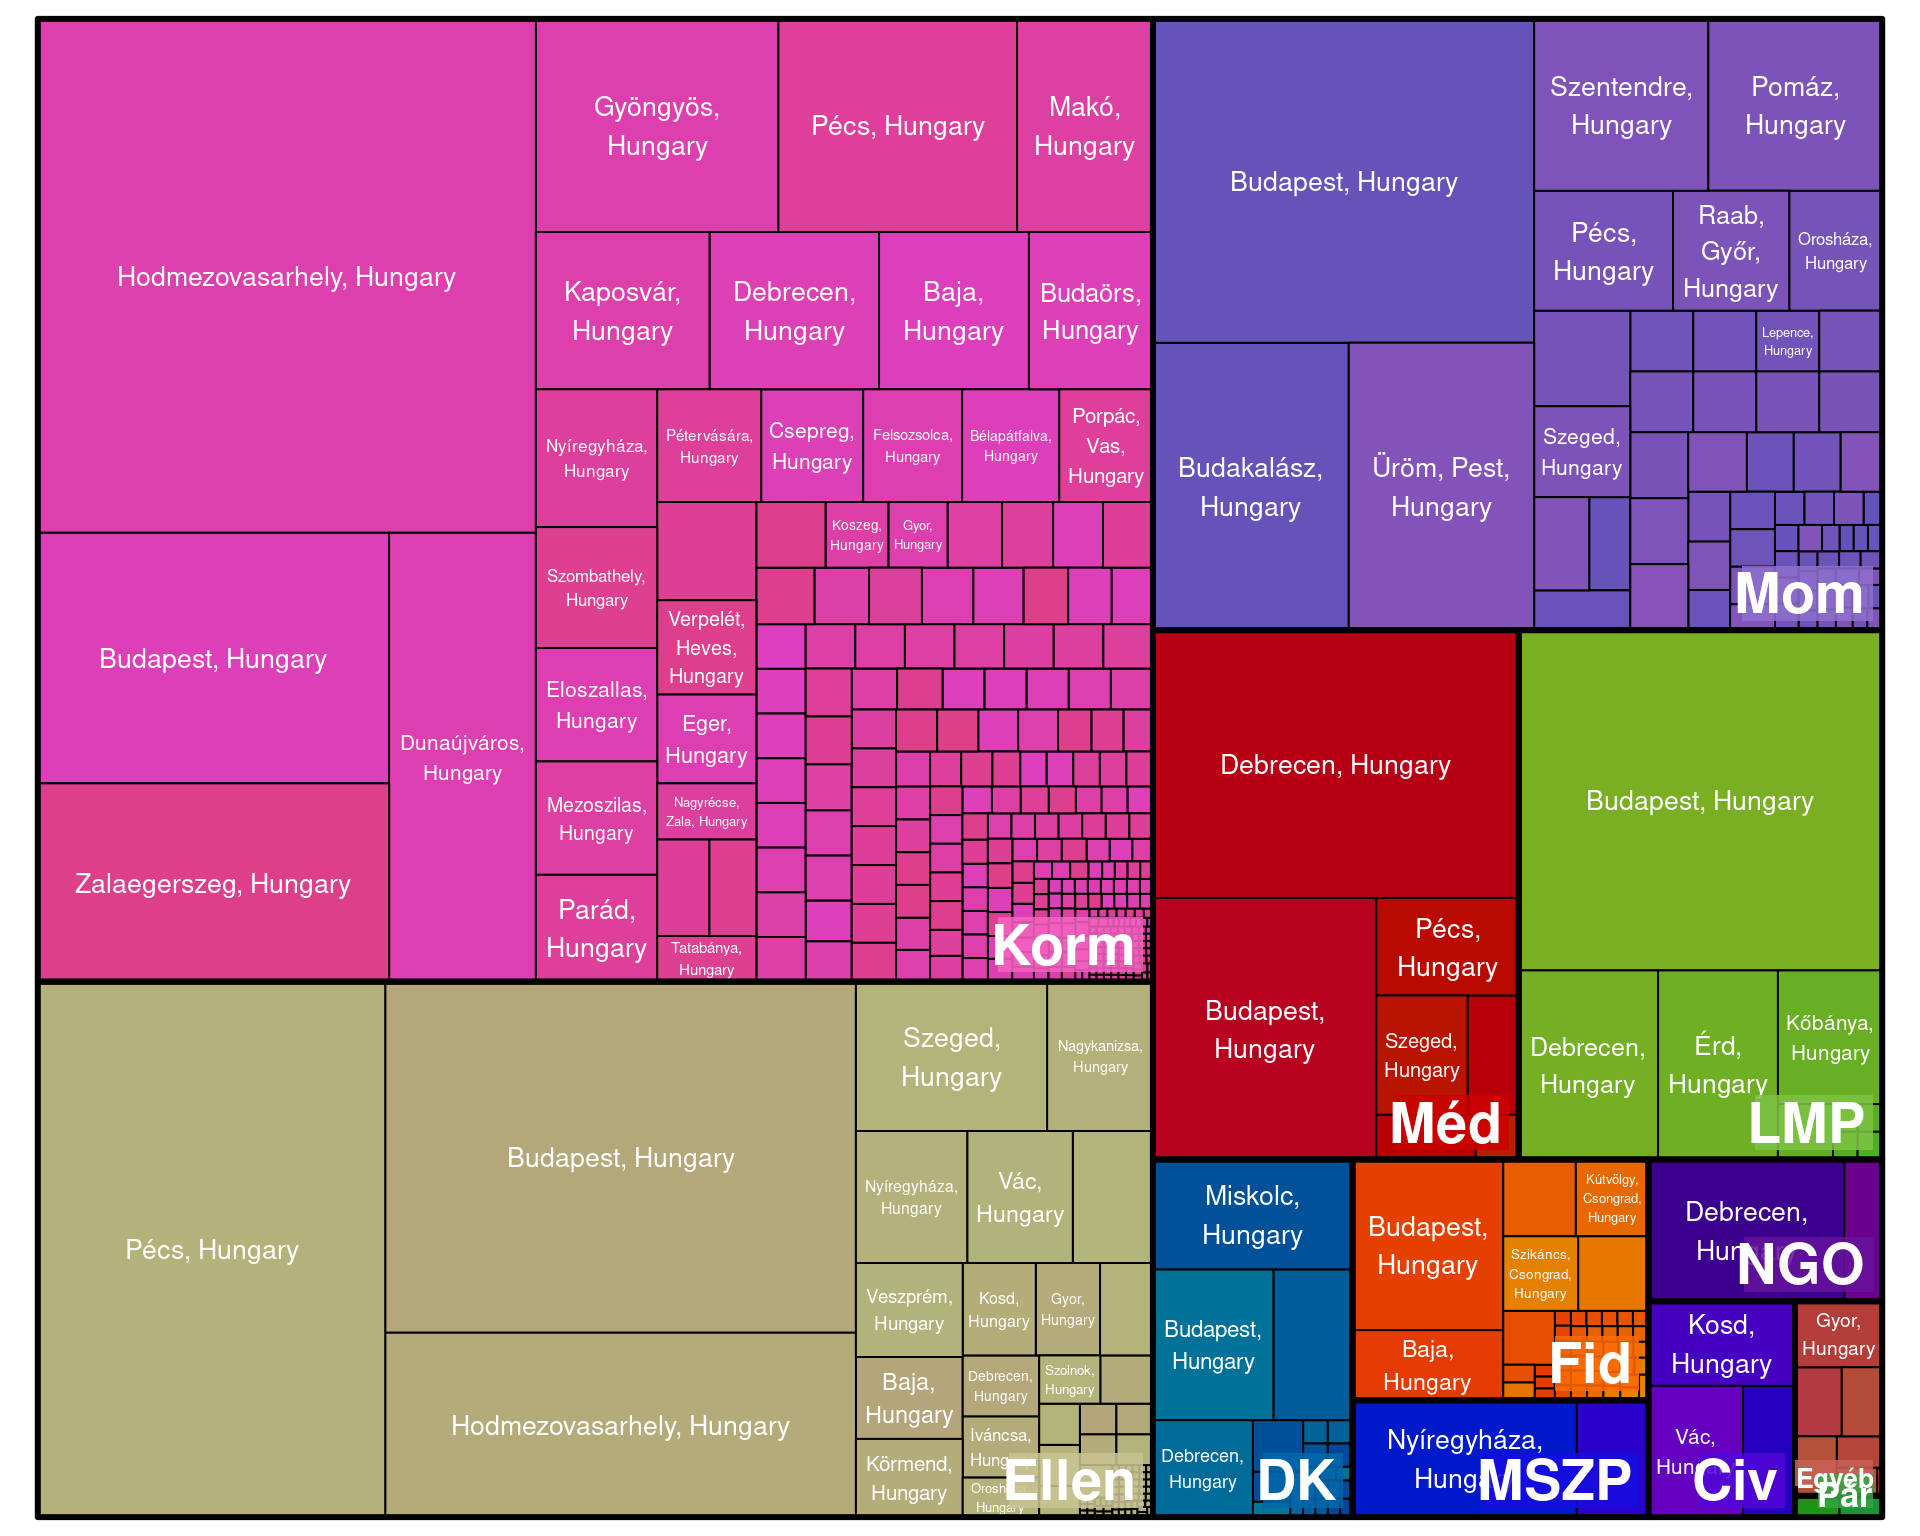 Hodmezovasarhely, Hungary
Gyöngyös,
Hungary
Pécs, Hungary
Makó,
Hungary
Kaposvár,
Hungary
Debrecen,
Hungary
Baja,
Hungary
Budaörs,
Hungary
Nyíregyháza,
Hungary
Pétervására,
Hungary
Csepreg,
Hungary
Felsozsolca,
Hungary
Bélapátfalva,
Hungary
Porpác,
Vas,
Hungary
Koszeg,
Hungary
Gyor,
Hungary
Budapest, Hungary
Dunaújváros,
Hungary
Zalaegerszeg, Hungary
Szombathely,
Hungary
Verpelét,
Heves,
Hungary
Eloszallas,
Hungary
Eger,
Hungary
Mezoszilas,
Hungary
Nagyrécse,
Zala, Hungary
Parád,
Hungary
Tatabánya,
Hungary
Korm
Budapest, Hungary
Szentendre,
Hungary
Pomáz,
Hungary
Pécs,
Hungary
Raab,
Győr,
Hungary
Orosháza,
Hungary
Lepence,
Hungary
Budakalász,
Hungary
Üröm, Pest,
Hungary
Szeged,
Hungary
Mom
Debrecen, Hungary
Budapest,
Hungary
Pécs,
Hungary
Szeged,
Hungary
Méd
Budapest, Hungary
Debrecen,
Hungary
Érd,
Hungary
Kőbánya,
Hungary
LMP
Pécs, Hungary
Budapest, Hungary
Hodmezovasarhely, Hungary
Szeged,
Hungary
Nagykanizsa,
Hungary
Nyíregyháza,
Hungary
Vác,
Hungary
Veszprém,
Hungary
Kosd,
Hungary
Gyor,
Hungary
Baja,
Hungary
Debrecen,
Hungary
Szolnok,
Hungary
Iváncsa,
Körmend,
Hungary
Hungary
Ellen
Miskolc,
Hungary
Budapest,
Hungary
Debrecen,
Hungary
DK
Budapest,
Hungary
Kútvölgy,
Csongrad,
Hungary
Szikáncs,
Csongrad,
Hungary
Baja,
Hungary
Fid
Debrecen,
NGO
Nyíregyháza,
MSZP
Kosd,
Hungary
Vác,
Civ
Gyor,
Hungary
Egyéb
Pár